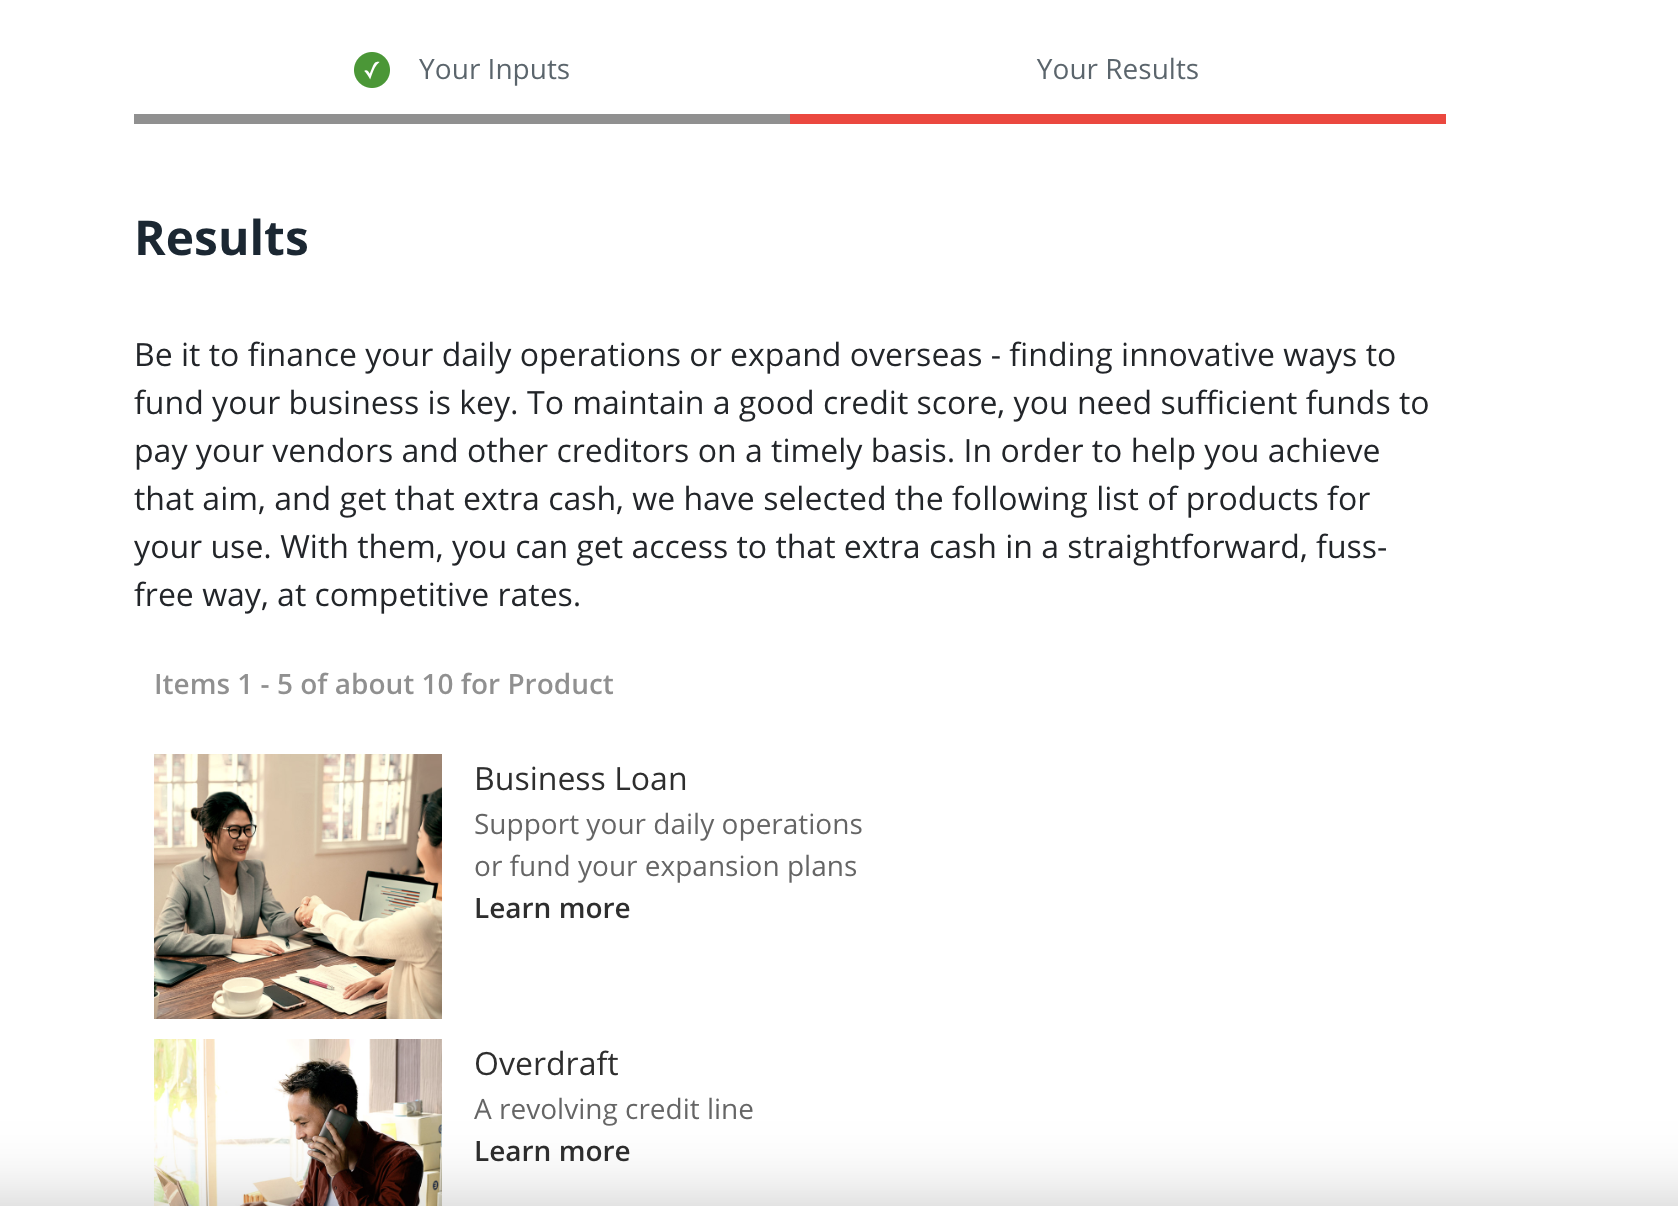 Your Inputs
Your Results
Results
Be it to finance your daily operations or expand overseas - finding innovative ways to
fund your business is key. To maintain a good credit score, you need sufficient funds to
pay your vendors and other creditors on a timely basis. In order to help you achieve
that aim, and get that extra cash, we have selected the following list of products for
your use. With them, you can get access to that extra cash in a straightforward, fuss-
free way, at competitive rates.
Items 1 - 5 of about 10 for Product
Business Loan
Support your daily operations
or fund your expansion plans
Learn more
Overdraft
A revolving credit line
Learn more